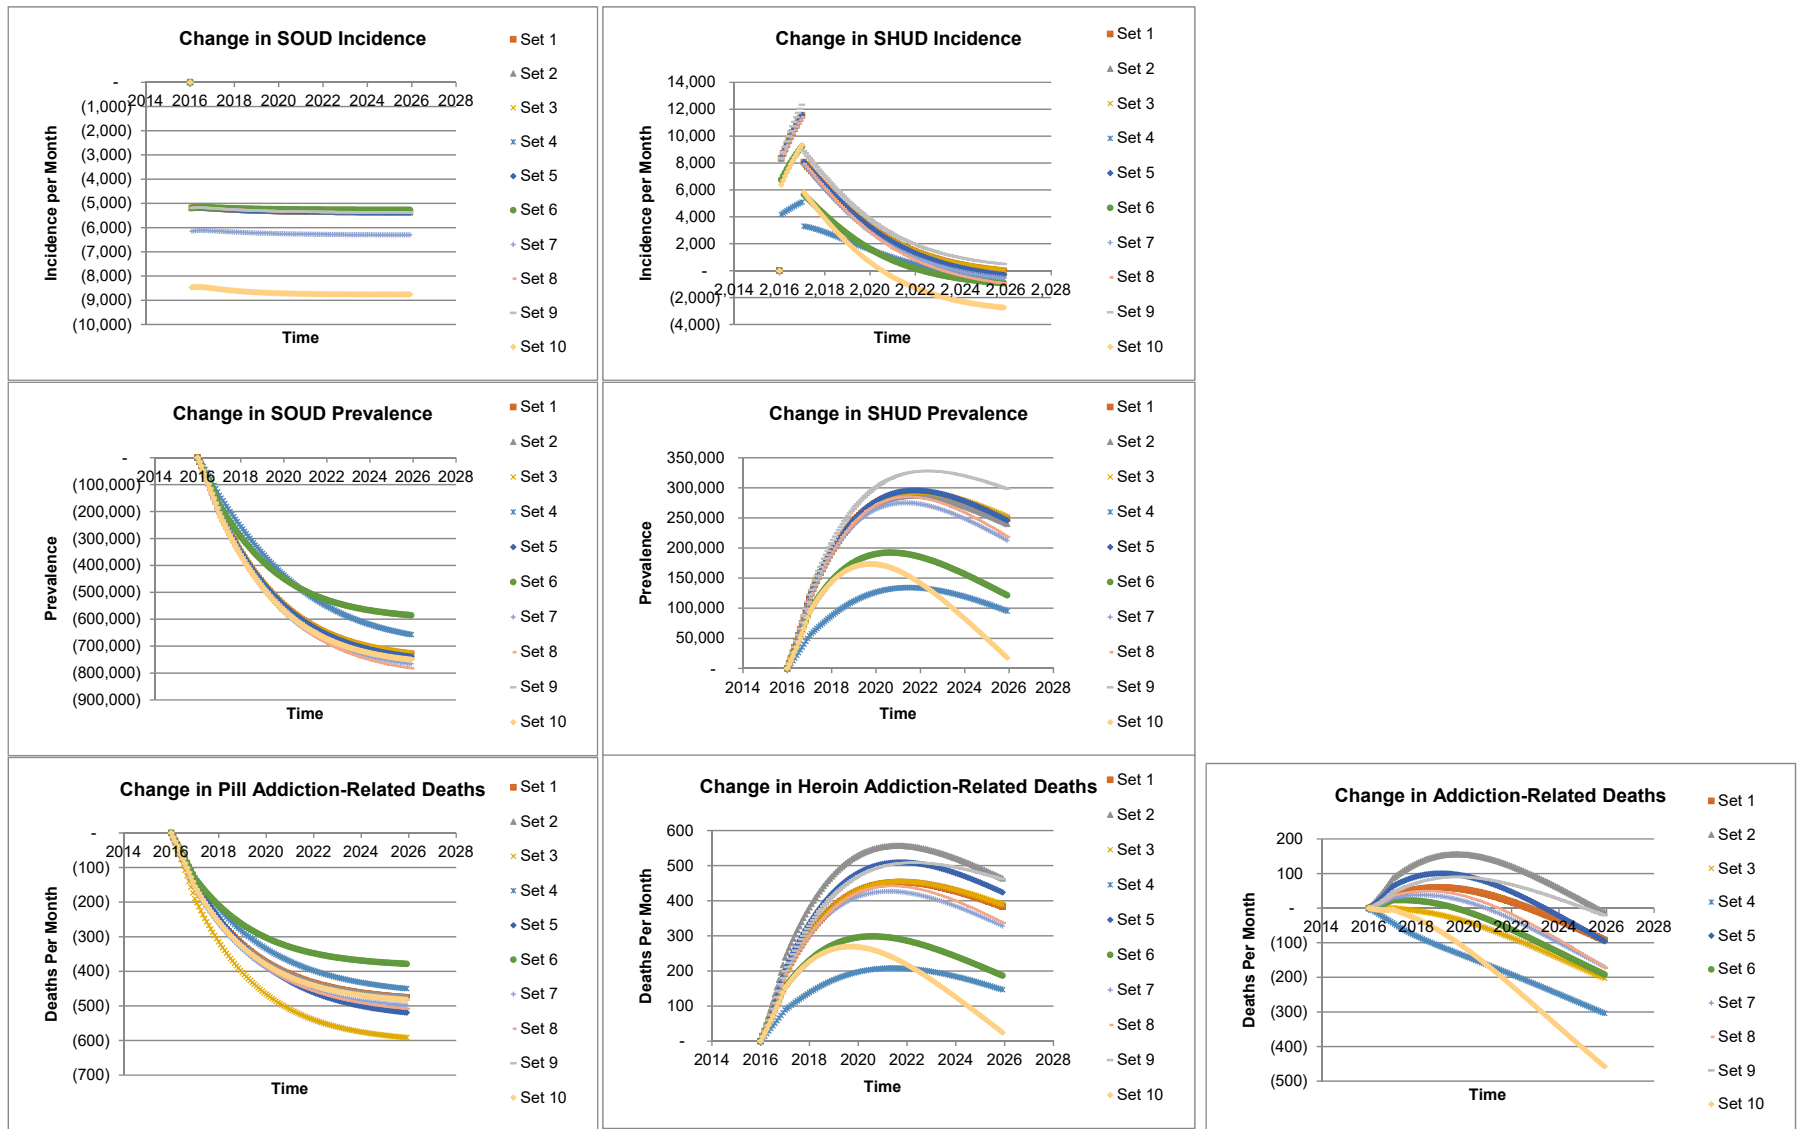 Change in SOUD Incidence
-
(1,000)
(2,000)
(3,000)
(4,000)
(5,000)
(6,000)
(7,000)
(8,000)
(9,000)
(10,000)
2014 2016 2018 2020 2022 2024 2026 2028
Incidence per Month
Time
Set 1
Set 2
Set 3
Set 4
Set 5
Set 6
Set 7
Set 8
Set 9
Set 10
Change in SHUD Incidence
14,000
12,000
10,000
8,000
6,000
4,000
2,000
-
(2,000)
(4,000)
2,014 2,016 2,018 2,020 2,022 2,024 2,026 2,028
Incidence per Month
Time
Set 1
Set 2
Set 3
Set 4
Set 5
Set 6
Set 7
Set 8
Set 9
Set 10
Change in SOUD Prevalence
-
(100,000)
(200,000)
(300,000)
(400,000)
(500,000)
(600,000)
(700,000)
(800,000)
(900,000)
2014 2016 2018 2020 2022 2024 2026 2028
Prevalence
Time
Set 1
Set 2
Set 3
Set 4
Set 5
Set 6
Set 7
Set 8
Set 9
Set 10
Change in SHUD Prevalence
350,000
300,000
250,000
200,000
150,000
100,000
50,000
-
2014 2016 2018 2020 2022 2024 2026 2028
Prevalence
Time
Set 1
Set 2
Set 3
Set 4
Set 5
Set 6
Set 7
Set 8
Set 9
Set 10
Change in Pill Addiction-Related Deaths
-
(100)
(200)
(300)
(400)
(500)
(600)
(700)
2014 2016 2018 2020 2022 2024 2026 2028
Deaths Per Month
Time
Set 1
Set 2
Set 3
Set 4
Set 5
Set 6
Set 7
Set 8
Set 9
Set 10
Change in Heroin Addiction-Related Deaths
600
500
400
300
200
100
-
2014 2016 2018 2020 2022 2024 2026 2028
Deaths Per Month
Time
Set 1
Set 2
Set 3
Set 4
Set 5
Set 6
Set 7
Set 8
Set 9
Set 10
Change in Addiction-Related Deaths
200
100
-
(100)
(200)
(300)
(400)
(500)
2014 2016 2018 2020 2022 2024 2026 2028
Deaths Per Month
Time
Set 1
Set 2
Set 3
Set 4
Set 5
Set 6
Set 7
Set 8
Set 9
Set 10